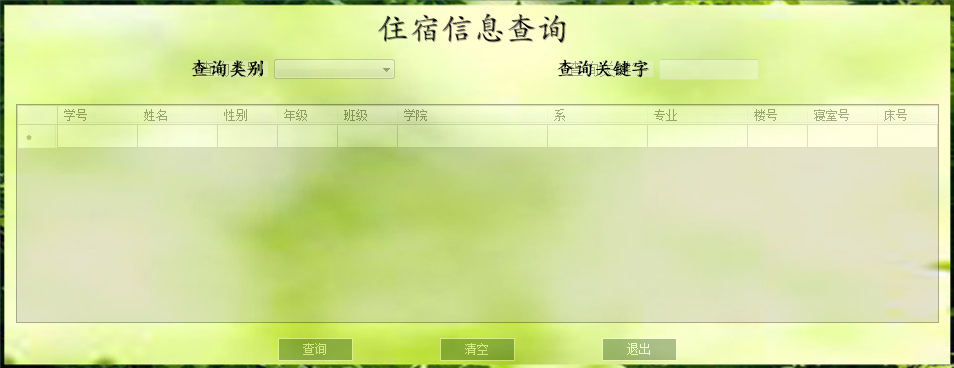 住宿信息查询
查询类别 查询关键字
学号 姓名 性别 年级 班级 学院 系 专业 楼号 寝室号 床号
查询 清空 退出